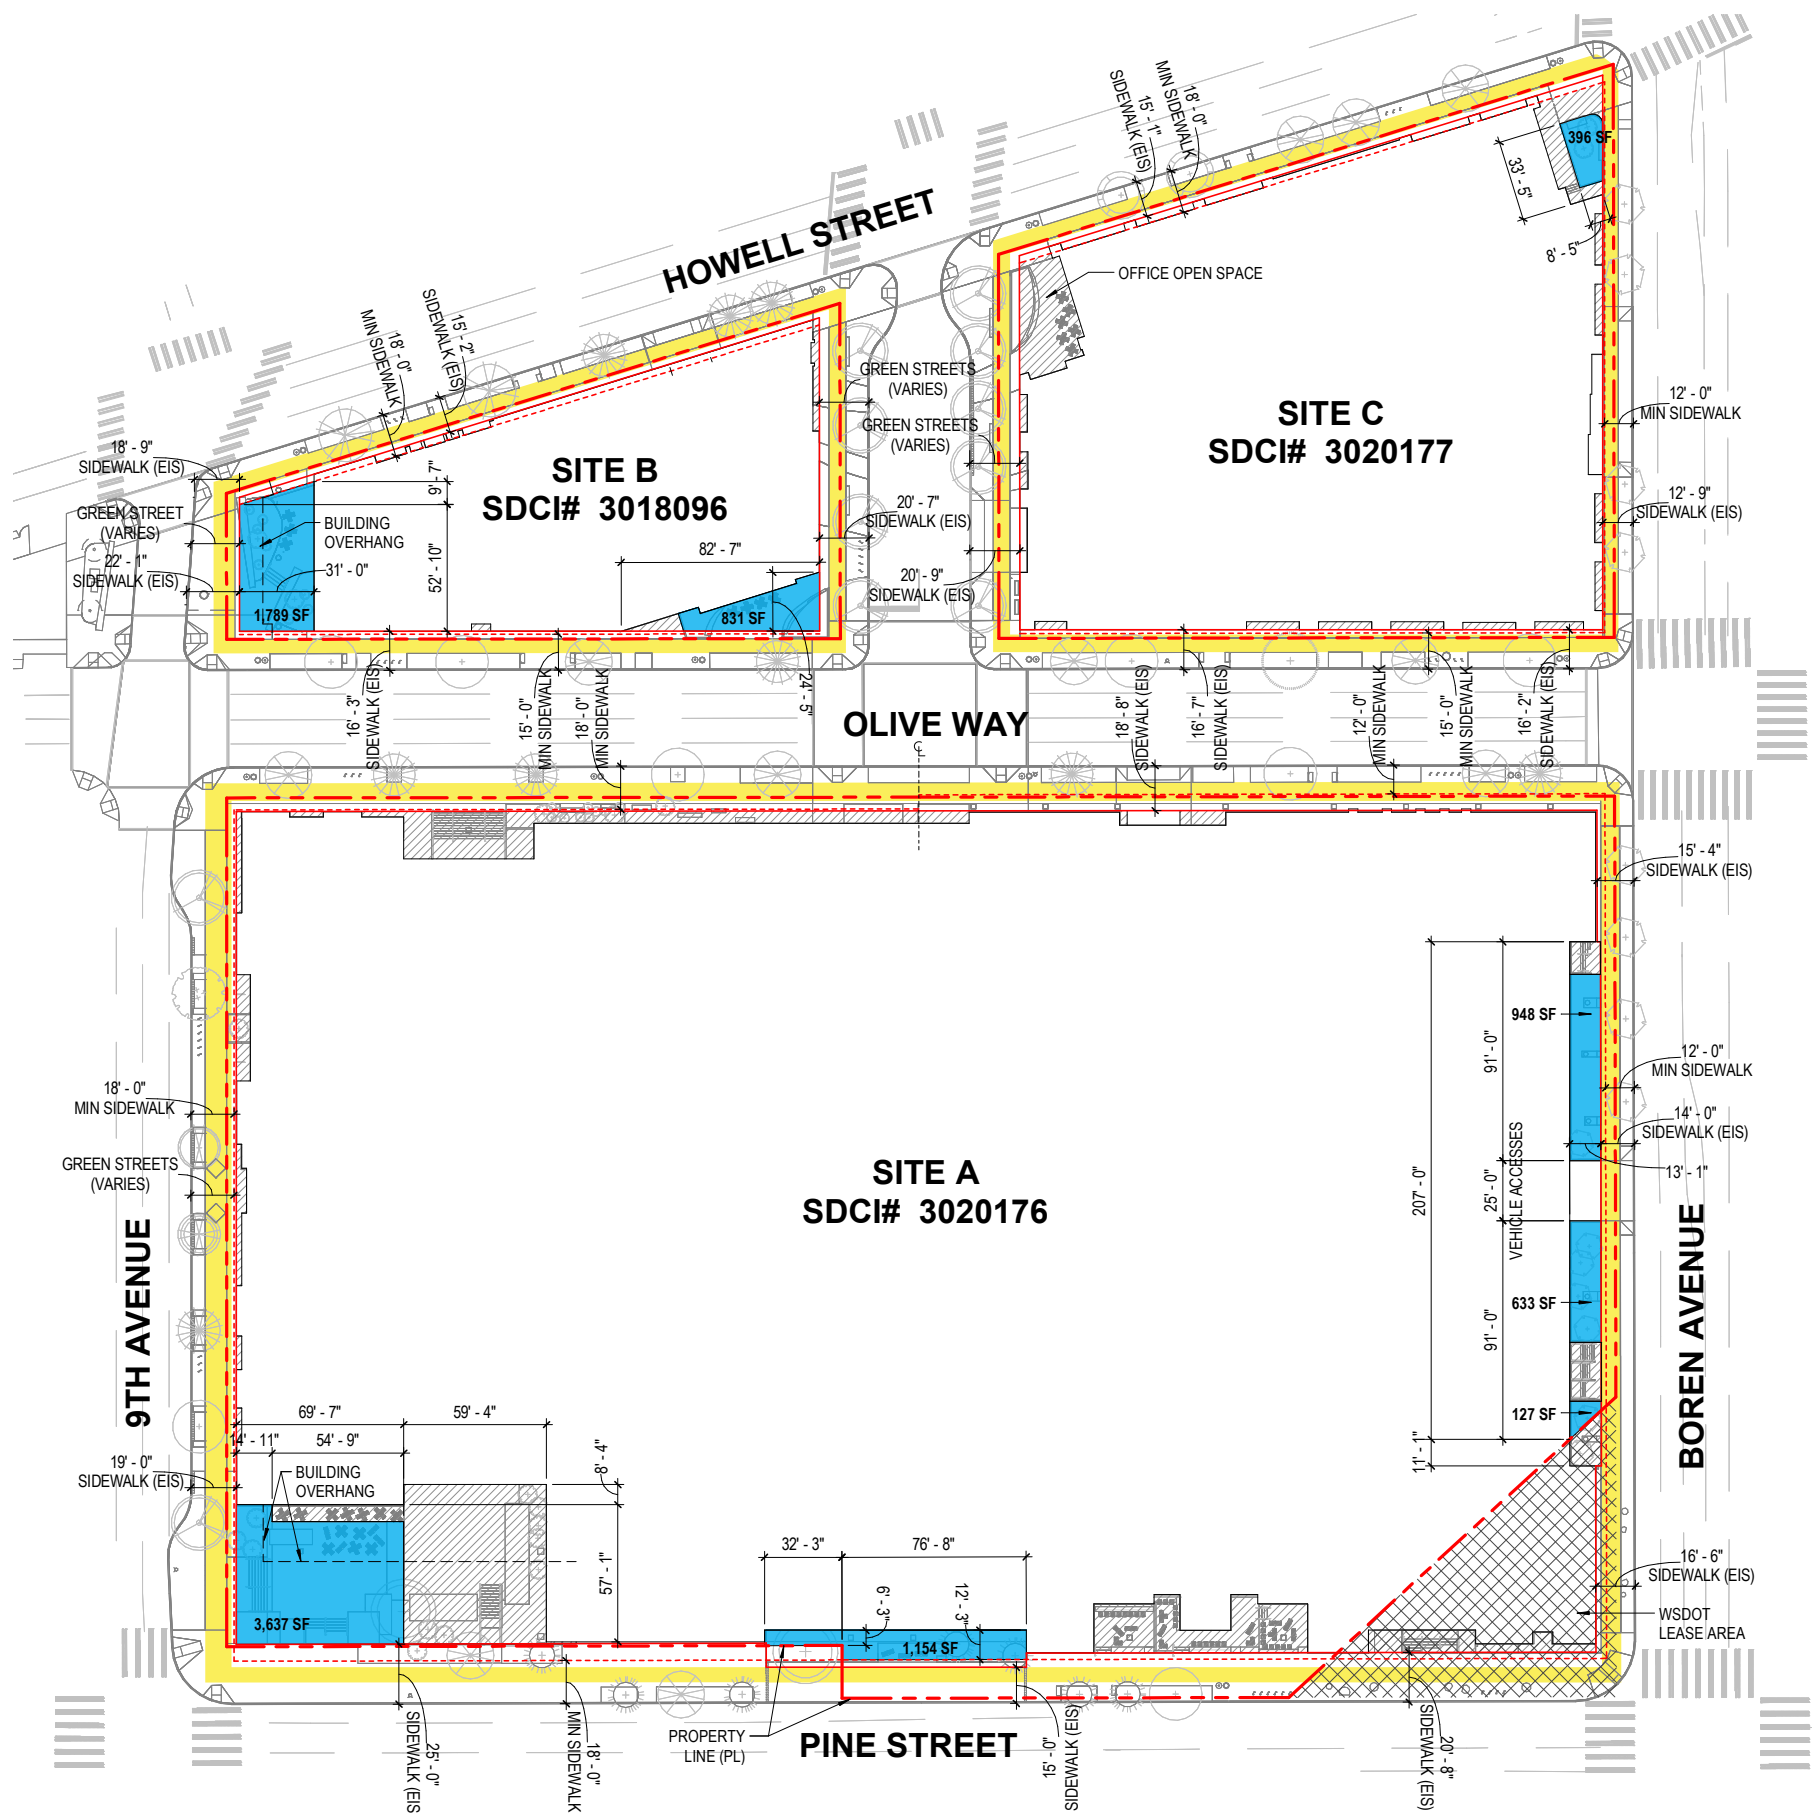 HOWELL STREET
18' - 0"
MIN SIDEWALK
15' - 1"
SIDEWALK (EIS)
396 SF
33' - 5"
8' - 5"
OFFICE OPEN SPACE
15' - 2"
SIDEWALK (EIS)
18' - 0"
MIN SIDEWALK
GREEN STREETS
(VARIES)
GREEN STREETS
(VARIES)
SITE C
SDCI# 3020177
12' - 0"
MIN SIDEWALK
12' - 9"
SIDEWALK (EIS)
18' - 9"
SIDEWALK (EIS)
GREEN STREET
(VARIES)
22' - 1"
SIDEWALK (EIS)
BUILDING
OVERHANG
31' - 0"
9' - 7"
52' - 10"
1,789 SF
SITE B
SDCI# 3018096
82' - 7"
831 SF
24' - 5"
20' - 7"
SIDEWALK (EIS)
20' - 9"
SIDEWALK (EIS)
16' - 3"
SIDEWALK (EIS)
15' - 0"
MIN SIDEWALK
18' - 0"
MIN SIDEWALK
OLIVE WAY
CL
18' - 8"
SIDEWALK (EIS)
16' - 7"
SIDEWALK (EIS)
12' - 0"
MIN SIDEWALK
15' - 0"
MIN SIDEWALK
16' - 2"
SIDEWALK (EIS)
15' - 4"
SIDEWALK (EIS)
948 SF
91' - 0"
207' - 0"
25' - 0"
VEHICLE ACCESSES
12' - 0"
MIN SIDEWALK
14' - 0"
SIDEWALK (EIS)
13' - 1"
633 SF
91' - 0"
127 SF
11' - 1"
BOREN AVENUE
18' - 0"
MIN SIDEWALK
GREEN STREETS
(VARIES)
9TH AVENUE
SITE A
SDCI# 3020176
69' - 7"
59' - 4"
14' - 11"
54' - 9"
8' - 4"
19' - 0"
SIDEWALK (EIS)
BUILDING
OVERHANG
57' - 1"
3,637 SF
32' - 3"
76' - 8"
9' - 3"
12' - 3"
1,154 SF
16' - 6"
SIDEWALK (EIS)
WSDOT
LEASE AREA
25' - 0"
SIDEWALK (EIS
18' - 0"
MIN SIDEWALK
PROPERTY
LINE (PL)
PINE STREET
15' - 0"
SIDEWALK (EIS)
20' - 8"
SIDEWALK (EIS)